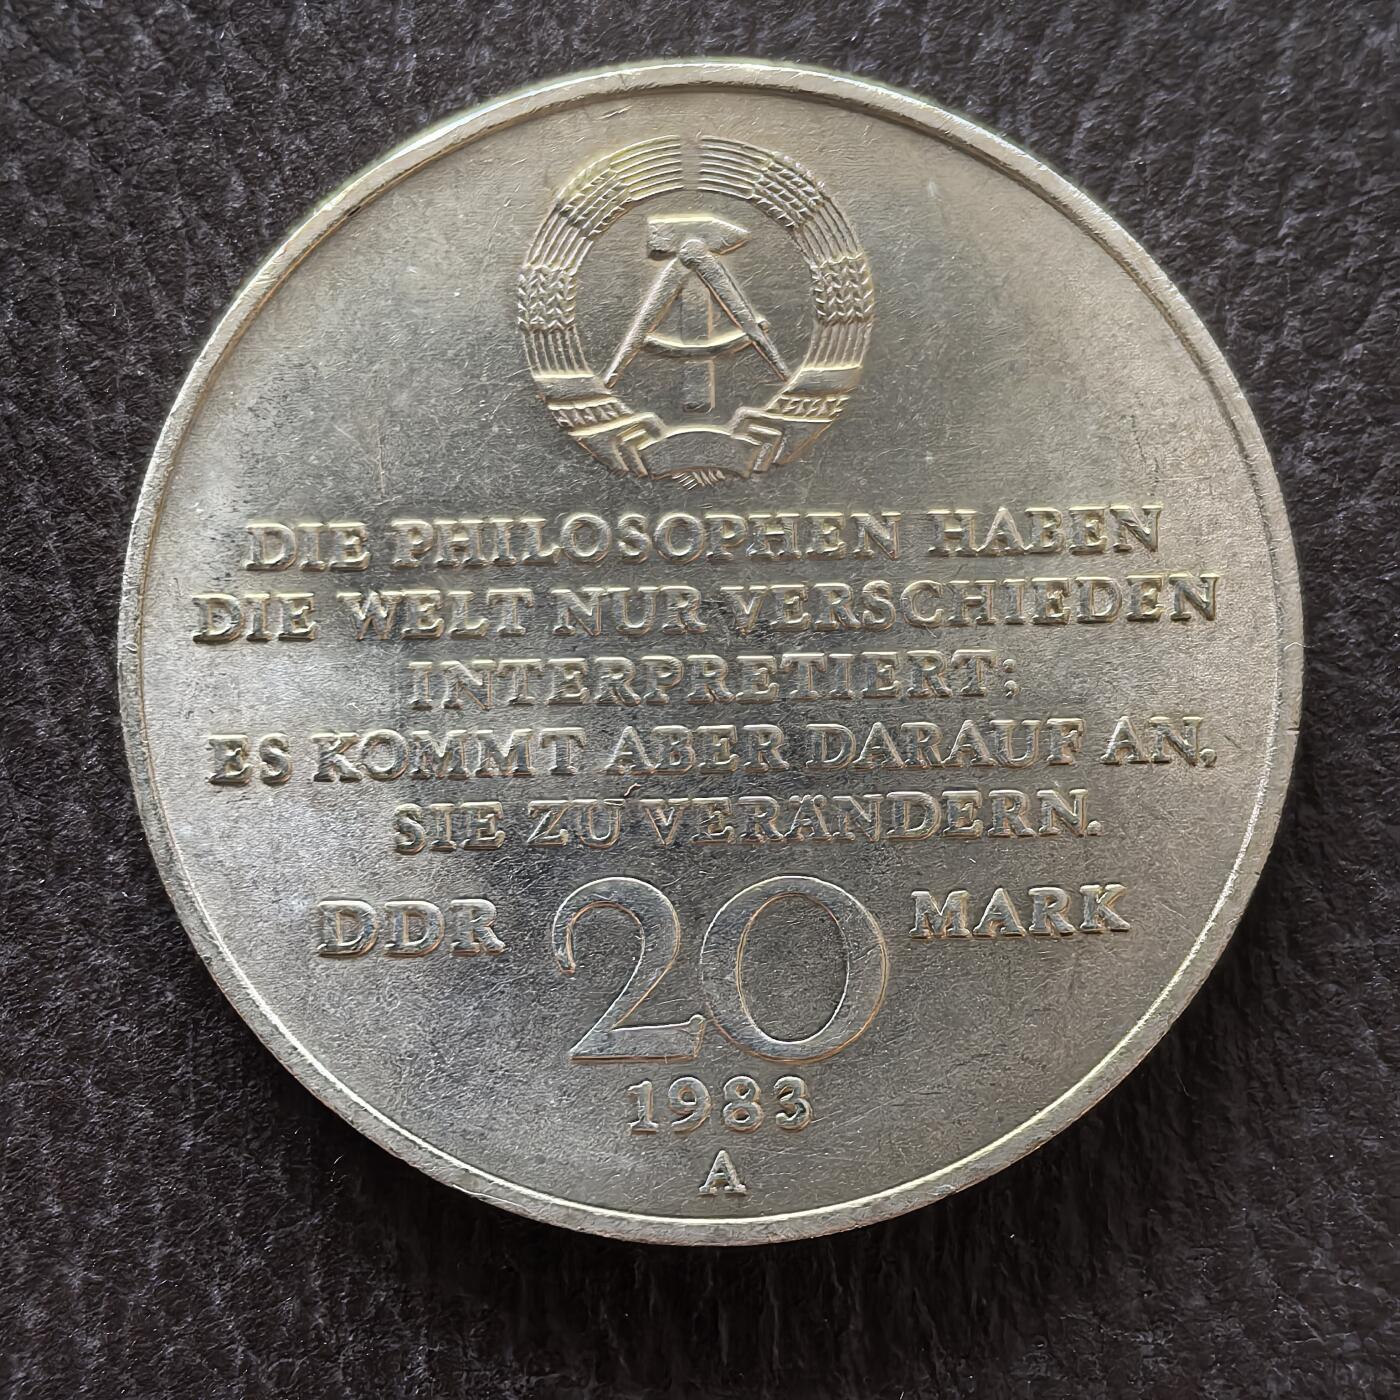 DIE PHILOSOPHEN HABEN
DIE WELT NUR VERSCHIEDEN
INTERPRETIERT;
ES KOMMT ABER DARAUF AN,
SIE ZU VERÄNDERN.
DDR 20 MARK
1983
A